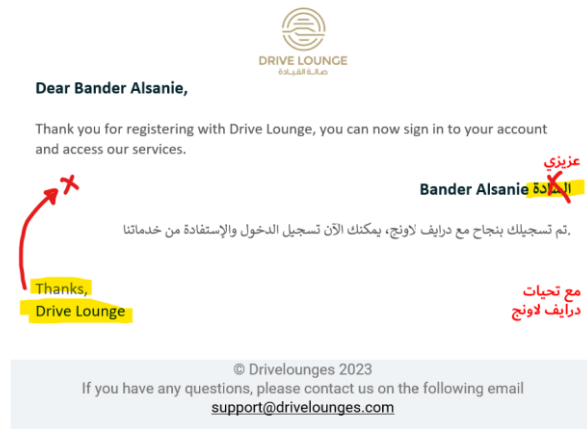 DRIVE LOUNGE
صالة القيادة
Dear Bander Alsanie,
Thank you for registering with Drive Lounge, you can now sign in to your account
and access our services.
عزيزي
السادة Bander Alsanie
تم تسجيلك بنجاح مع درايف لاونج، يمكنك الآن تسجيل الدخول والإستفادة من خدماتنا.
Thanks,
Drive Lounge
مع تحيات
درايف لاونج
© Drivelounges 2023
If you have any questions, please contact us on the following email
support@drivelounges.com